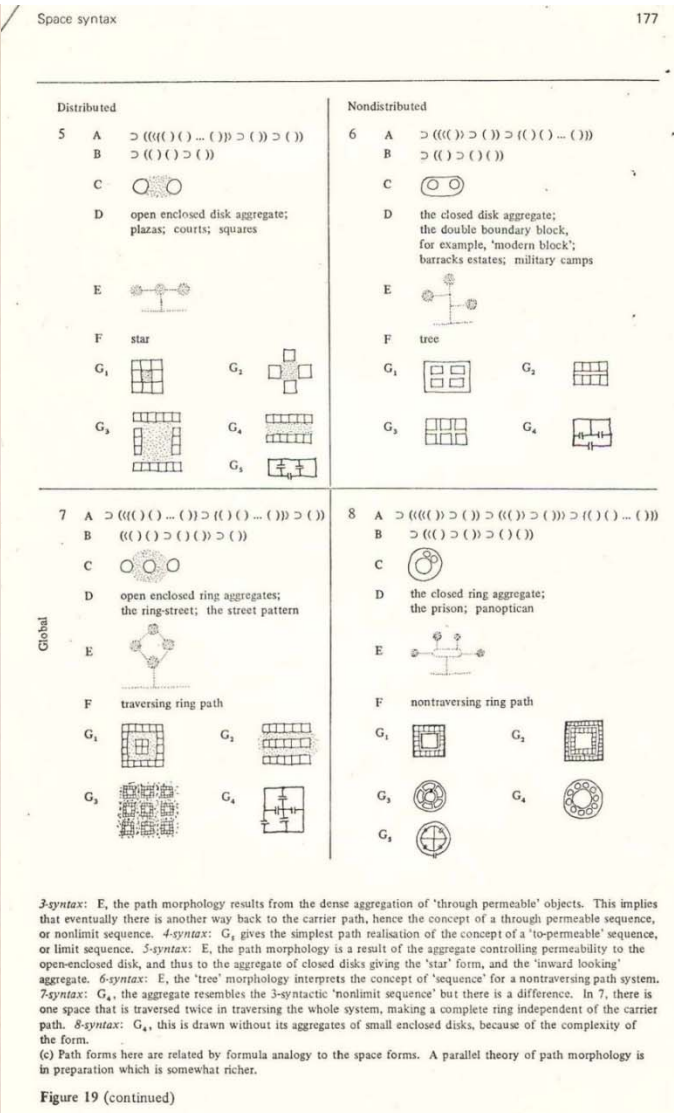 Space syntax 177
Distributed
5 A ⊃ ((((( ) ( ) ... ( ))) ⊃ ( )) ⊃ ( ))
B ⊃ (( ) ( ) ⊃ ( ))
C
D open enclosed disk aggregate;
plazas; courts; squares
E
F star
G₁ G₂
G₃ G₄
G₅
Nondistributed
6 A ⊃ (((( )) ⊃ ( )) ⊃ (( ) ( ) ... ( )))
B ⊃ (( ) ⊃ ( ) ( ))
C
D the closed disk aggregate;
the double boundary block,
for example, 'modern block';
barracks estates; military camps
E
F tree
G₁ G₂
G₃ G₄
Global
7 A ⊃ (((( ) ( ) ... ( )) ⊃ (( ) ( ) ... ( ))) ⊃ ( ))
B ((( ) ( ) ⊃ ( ) ( )) ⊃ ( ))
C
D open enclosed ring aggregates;
the ring-street; the street pattern
E
F traversing ring path
G₁ G₂
G₃ G₄
8 A ⊃ ((((( )) ⊃ ( )) ⊃ ((( )) ⊃ ( ))) ⊃ (( ) ( ) ... ( )))
B ⊃ ((( ) ⊃ ( )) ⊃ ( ) ( ))
C
D the closed ring aggregate;
the prison; panoptican
E
F nontraversing ring path
G₁ G₂
G₃ G₄
G₅
3-syntax: E, the path morphology results from the dense aggregation of 'through permeable' objects. This implies
that eventually there is another way back to the carrier path, hence the concept of a through permeable sequence,
or nonlimit sequence. 4-syntax: G₅ gives the simplest path realisation of the concept of a 'to-permeable' sequence,
or limit sequence. 5-syntax: E, the path morphology is a result of the aggregate controlling permeability to the
open-enclosed disk, and thus to the aggregate of closed disks giving the 'star' form, and the 'inward looking'
aggregate. 6-syntax: E, the 'tree' morphology interprets the concept of 'sequence' for a nontraversing path system.
7-syntax: G₄, the aggregate resembles the 3-syntactic 'nonlimit sequence' but there is a difference. In 7, there is
one space that is traversed twice in traversing the whole system, making a complete ring independent of the carrier
path. 8-syntax: G₄, this is drawn without its aggregates of small enclosed disks, because of the complexity of
the form.
(c) Path forms here are related by formula analogy to the space forms. A parallel theory of path morphology is
in preparation which is somewhat richer.
Figure 19 (continued)